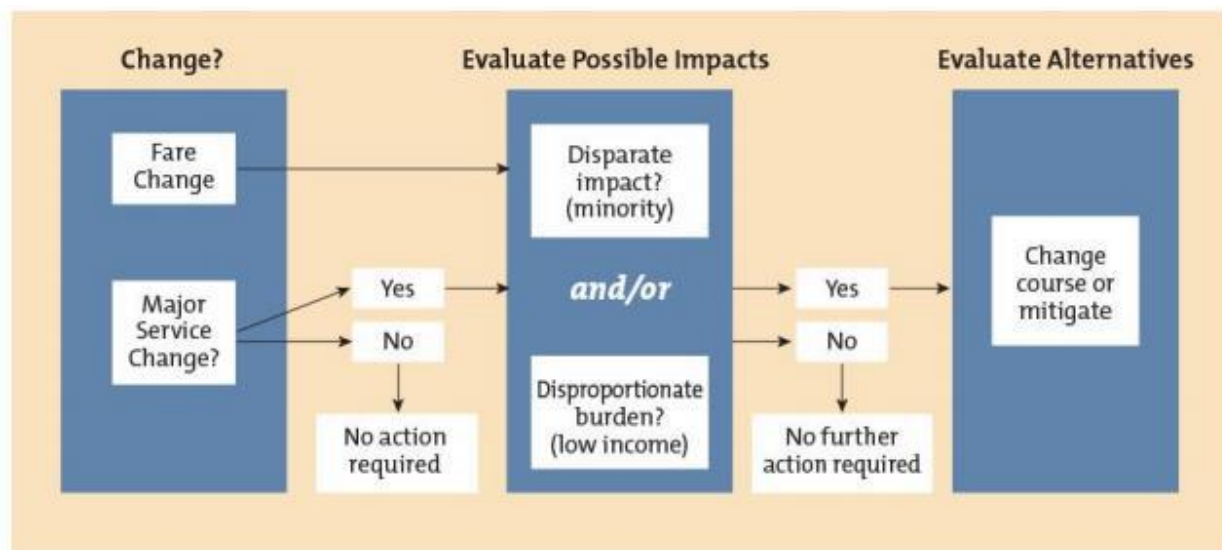 Change?
Fare
Change
Major
Service
Change?
Yes
No
No action
required
Evaluate Possible Impacts
Disparate
impact?
(minority)
and/or
Disproportionate
burden?
(low income)
Yes
No
No further
action required
Evaluate Alternatives
Change
course or
mitigate